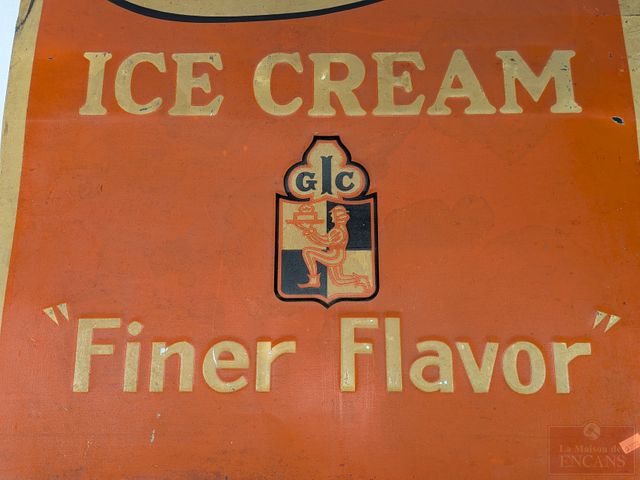 ICE CREAM
GIC
"Finer Flavor"
La Maison des
ENCANS